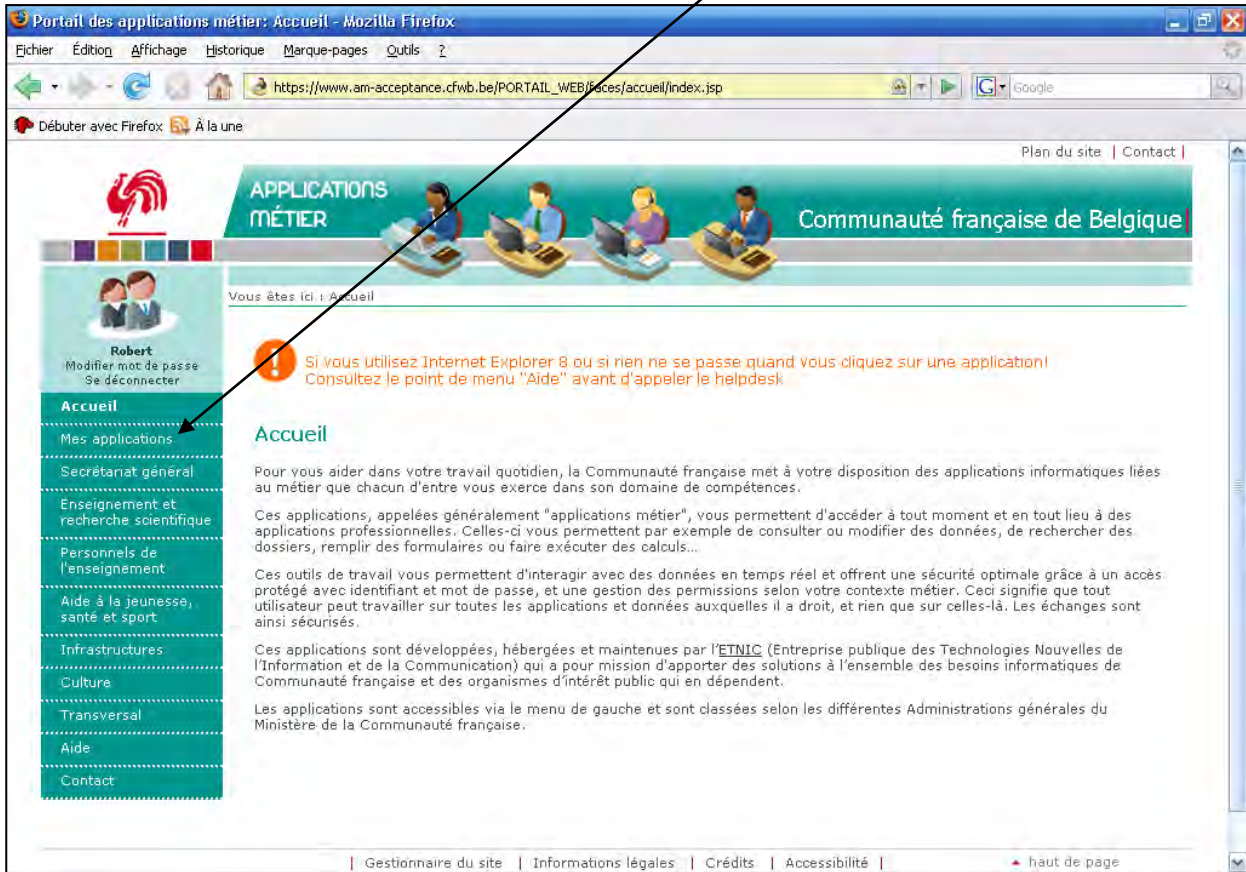 Portail des applications métier: Accueil - Mozilla Firefox
Fichier Édition Affichage Historique Marque-pages Outils ?
https://www.am-acceptance.cfwb.be/PORTAIL_WEB/faces/accueil/index.jsp
G Google
Débuter avec Firefox À la une
Plan du site | Contact |
APPLICATIONS
MÉTIER
Communauté française de Belgique
Vous êtes ici : Accueil
Robert
Modifier mot de passe
Se déconnecter
Si vous utilisez Internet Explorer 8 ou si rien ne se passe quand vous cliquez sur une application!
Consultez le point de menu "Aide" avant d'appeler le helpdesk
Accueil
Mes applications
Secrétariat général
Enseignement et
recherche scientifique
Personnels de
l'enseignement
Aide à la jeunesse,
santé et sport
Infrastructures
Culture
Transversal
Aide
Contact
Accueil
Pour vous aider dans votre travail quotidien, la Communauté française met à votre disposition des applications informatiques liées
au métier que chacun d'entre vous exerce dans son domaine de compétences.
Ces applications, appelées généralement "applications métier", vous permettent d'accéder à tout moment et en tout lieu à des
applications professionnelles. Celles-ci vous permettent par exemple de consulter ou modifier des données, de rechercher des
dossiers, remplir des formulaires ou faire exécuter des calculs...
Ces outils de travail vous permettent d'interagir avec des données en temps réel et offrent une sécurité optimale grâce à un accès
protégé avec identifiant et mot de passe, et une gestion des permissions selon votre contexte métier. Ceci signifie que tout
utilisateur peut travailler sur toutes les applications et données auxquelles il a droit, et rien que sur celles-là. Les échanges sont
ainsi sécurisés.
Ces applications sont développées, hébergées et maintenues par l'ETNIC (Entreprise publique des Technologies Nouvelles de
l'Information et de la Communication) qui a pour mission d'apporter des solutions à l'ensemble des besoins informatiques de
Communauté française et des organismes d'intérêt public qui en dépendent.
Les applications sont accessibles via le menu de gauche et sont classées selon les différentes Administrations générales du
Ministère de la Communauté française.
| Gestionnaire du site | Informations légales | Crédits | Accessibilité | haut de page